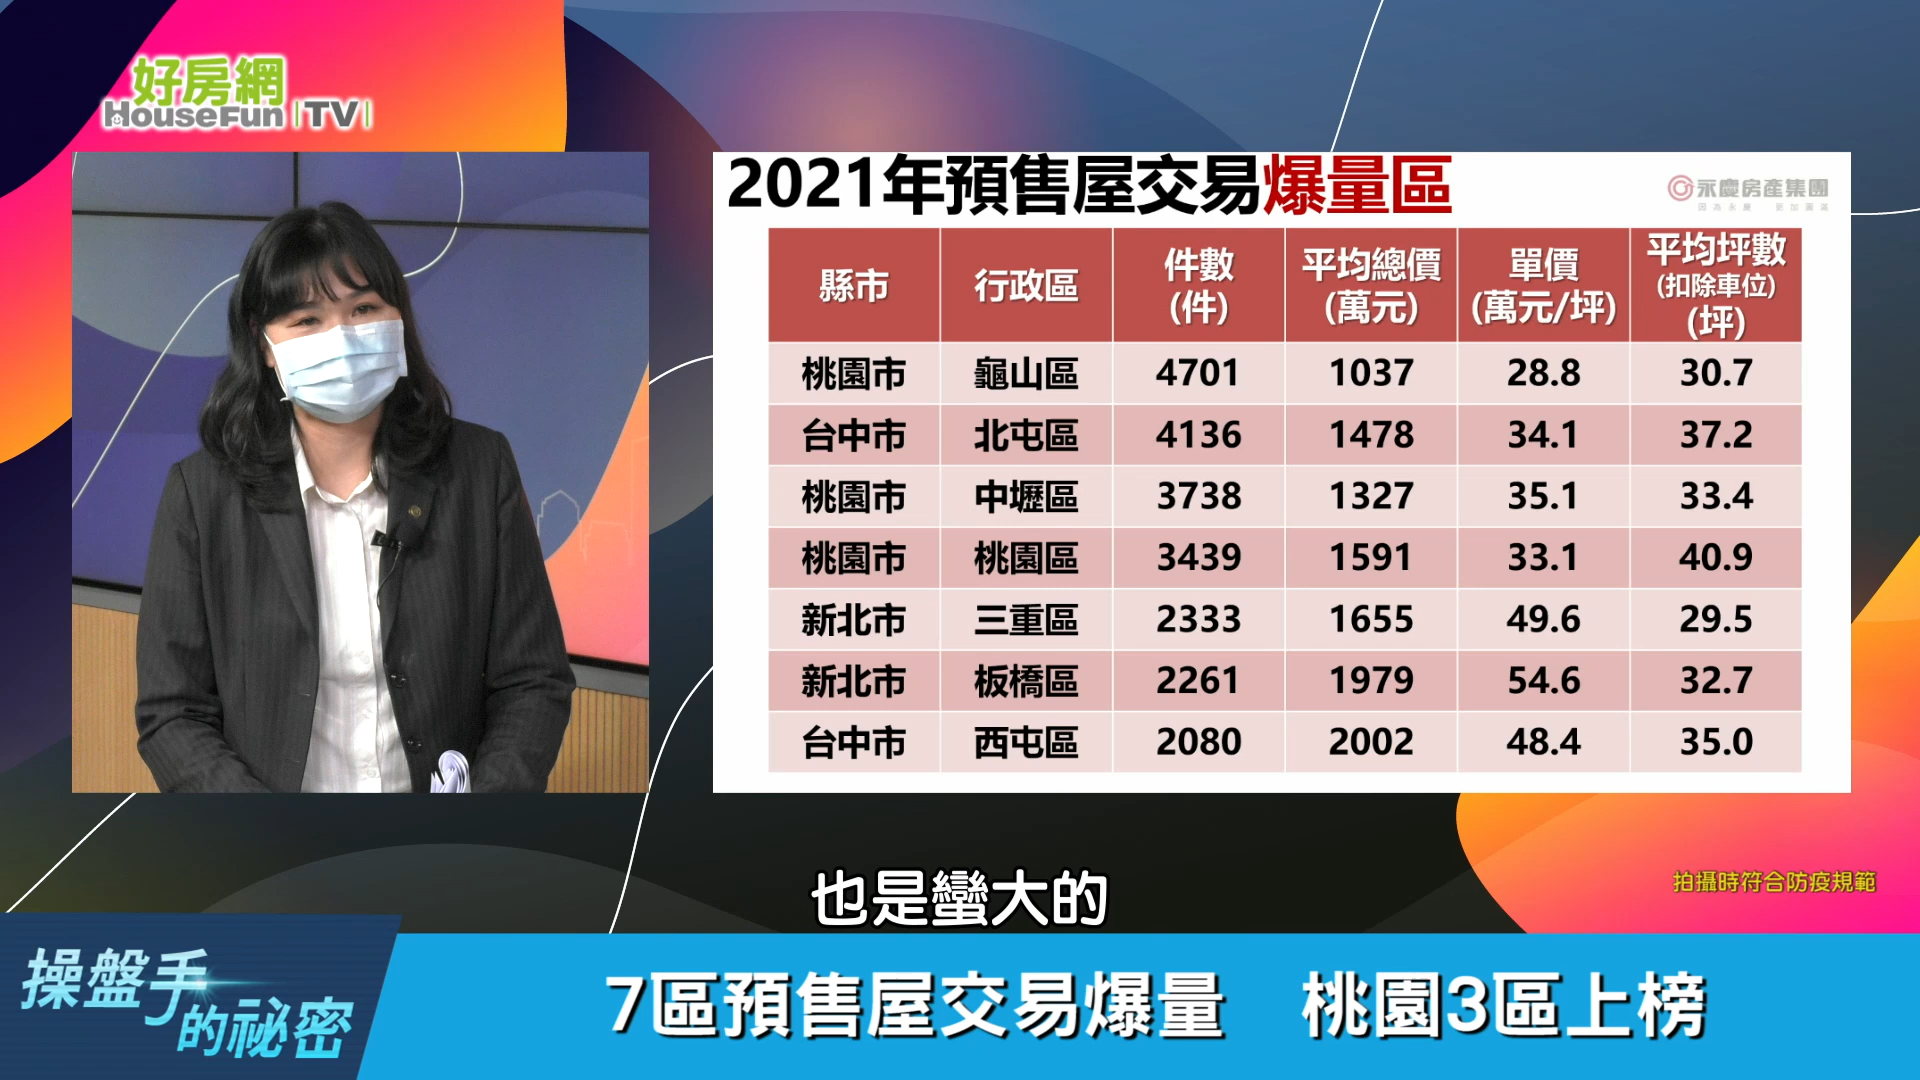 好房網
HouseFun TV
2021年預售屋交易爆量區
永慶房產集團
因為永慶 更加圓滿
縣市 行政區 件數(件) 平均總價(萬元) 單價(萬元/坪) 平均坪數(扣除車位)(坪)
桃園市 龜山區 4701 1037 28.8 30.7
台中市 北屯區 4136 1478 34.1 37.2
桃園市 中壢區 3738 1327 35.1 33.4
桃園市 桃園區 3439 1591 33.1 40.9
新北市 三重區 2333 1655 49.6 29.5
新北市 板橋區 2261 1979 54.6 32.7
台中市 西屯區 2080 2002 48.4 35.0
也是蠻大的
拍攝時符合防疫規範
操盤手的祕密
7區預售屋交易爆量 桃園3區上榜